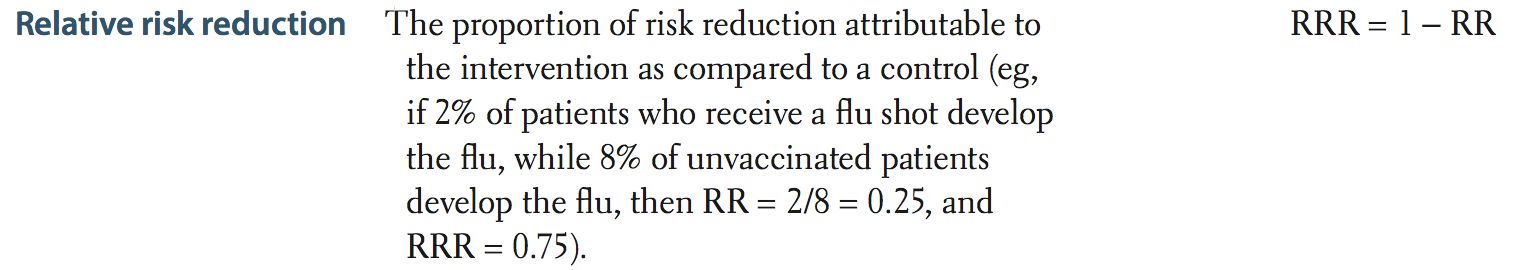 Relative risk reduction The proportion of risk reduction attributable to RRR = 1 – RR
the intervention as compared to a control (eg,
if 2% of patients who receive a flu shot develop
the flu, while 8% of unvaccinated patients
develop the flu, then RR = 2/8 = 0.25, and
RRR = 0.75).